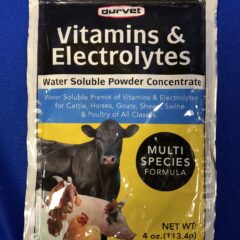 durvet
Vitamins &
Electrolytes
Water Soluble Powder Concentrate
Water Soluble Premix of Vitamins & Electrolytes
for Cattle, Horses, Goats, Sheep, Swine
& Poultry of All Classes
MULTI
SPECIES
FORMULA
NET WT:
4 oz. (113.4g)